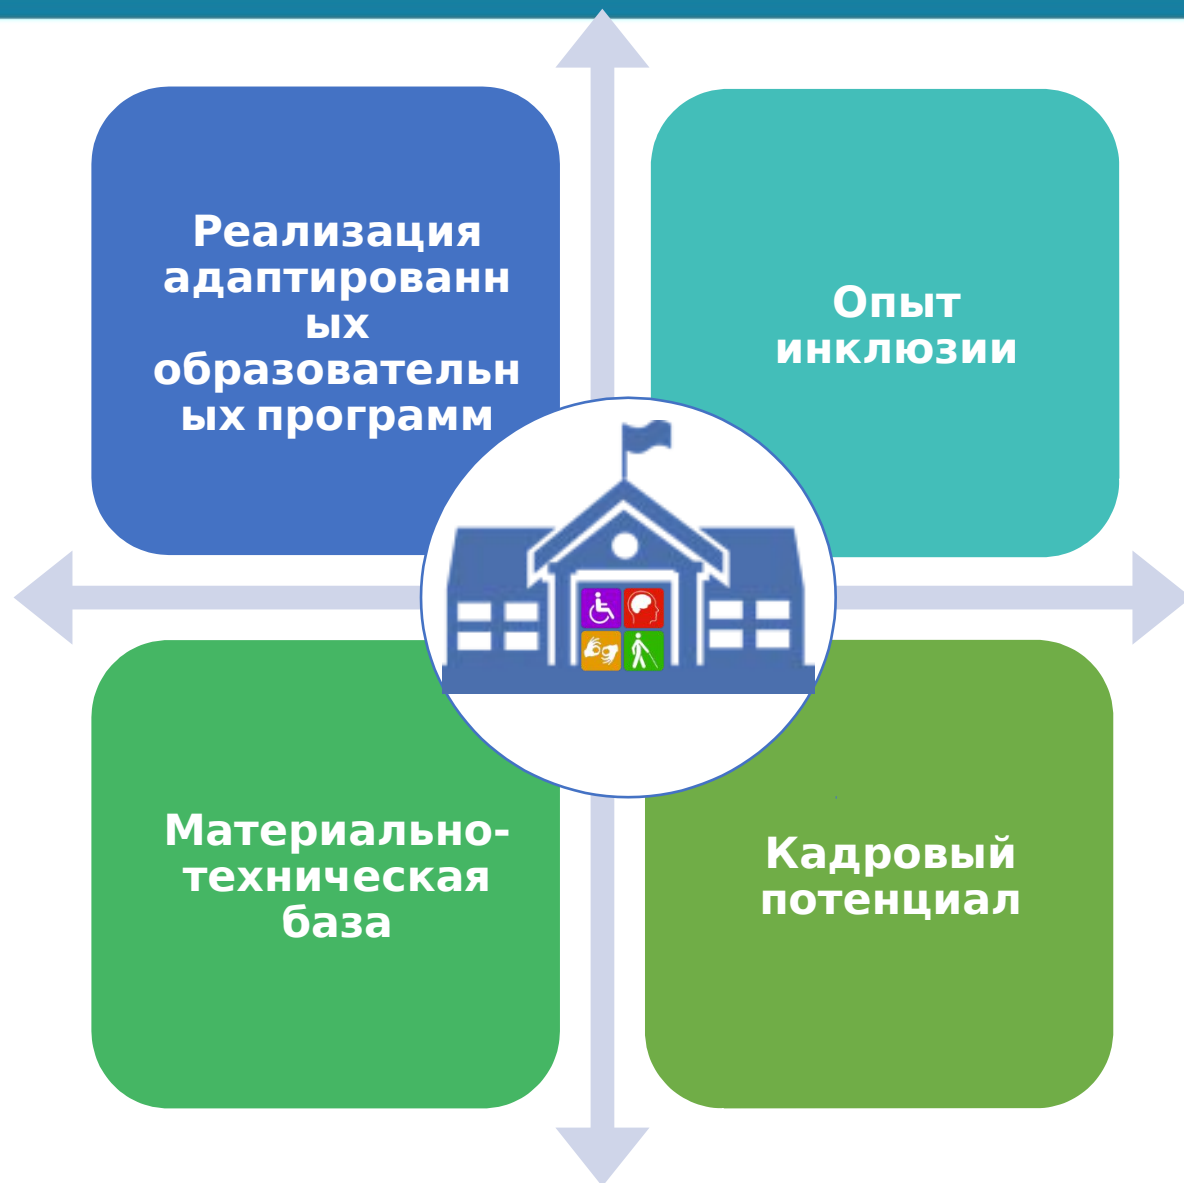 Реализация
адаптированн
ых
образовательн
ых программ
Опыт
инклюзии
Материально-
техническая
база
Кадровый
потенциал